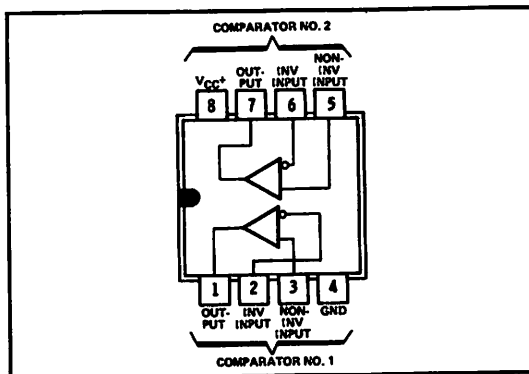 COMPARATOR NO. 2
NON-
OUT- INV INV
VCC+ PUT INPUT INPUT
8 7 6 5
1 2 3 4
OUT- INV NON- GND
PUT INPUT INV
INPUT
COMPARATOR NO. 1